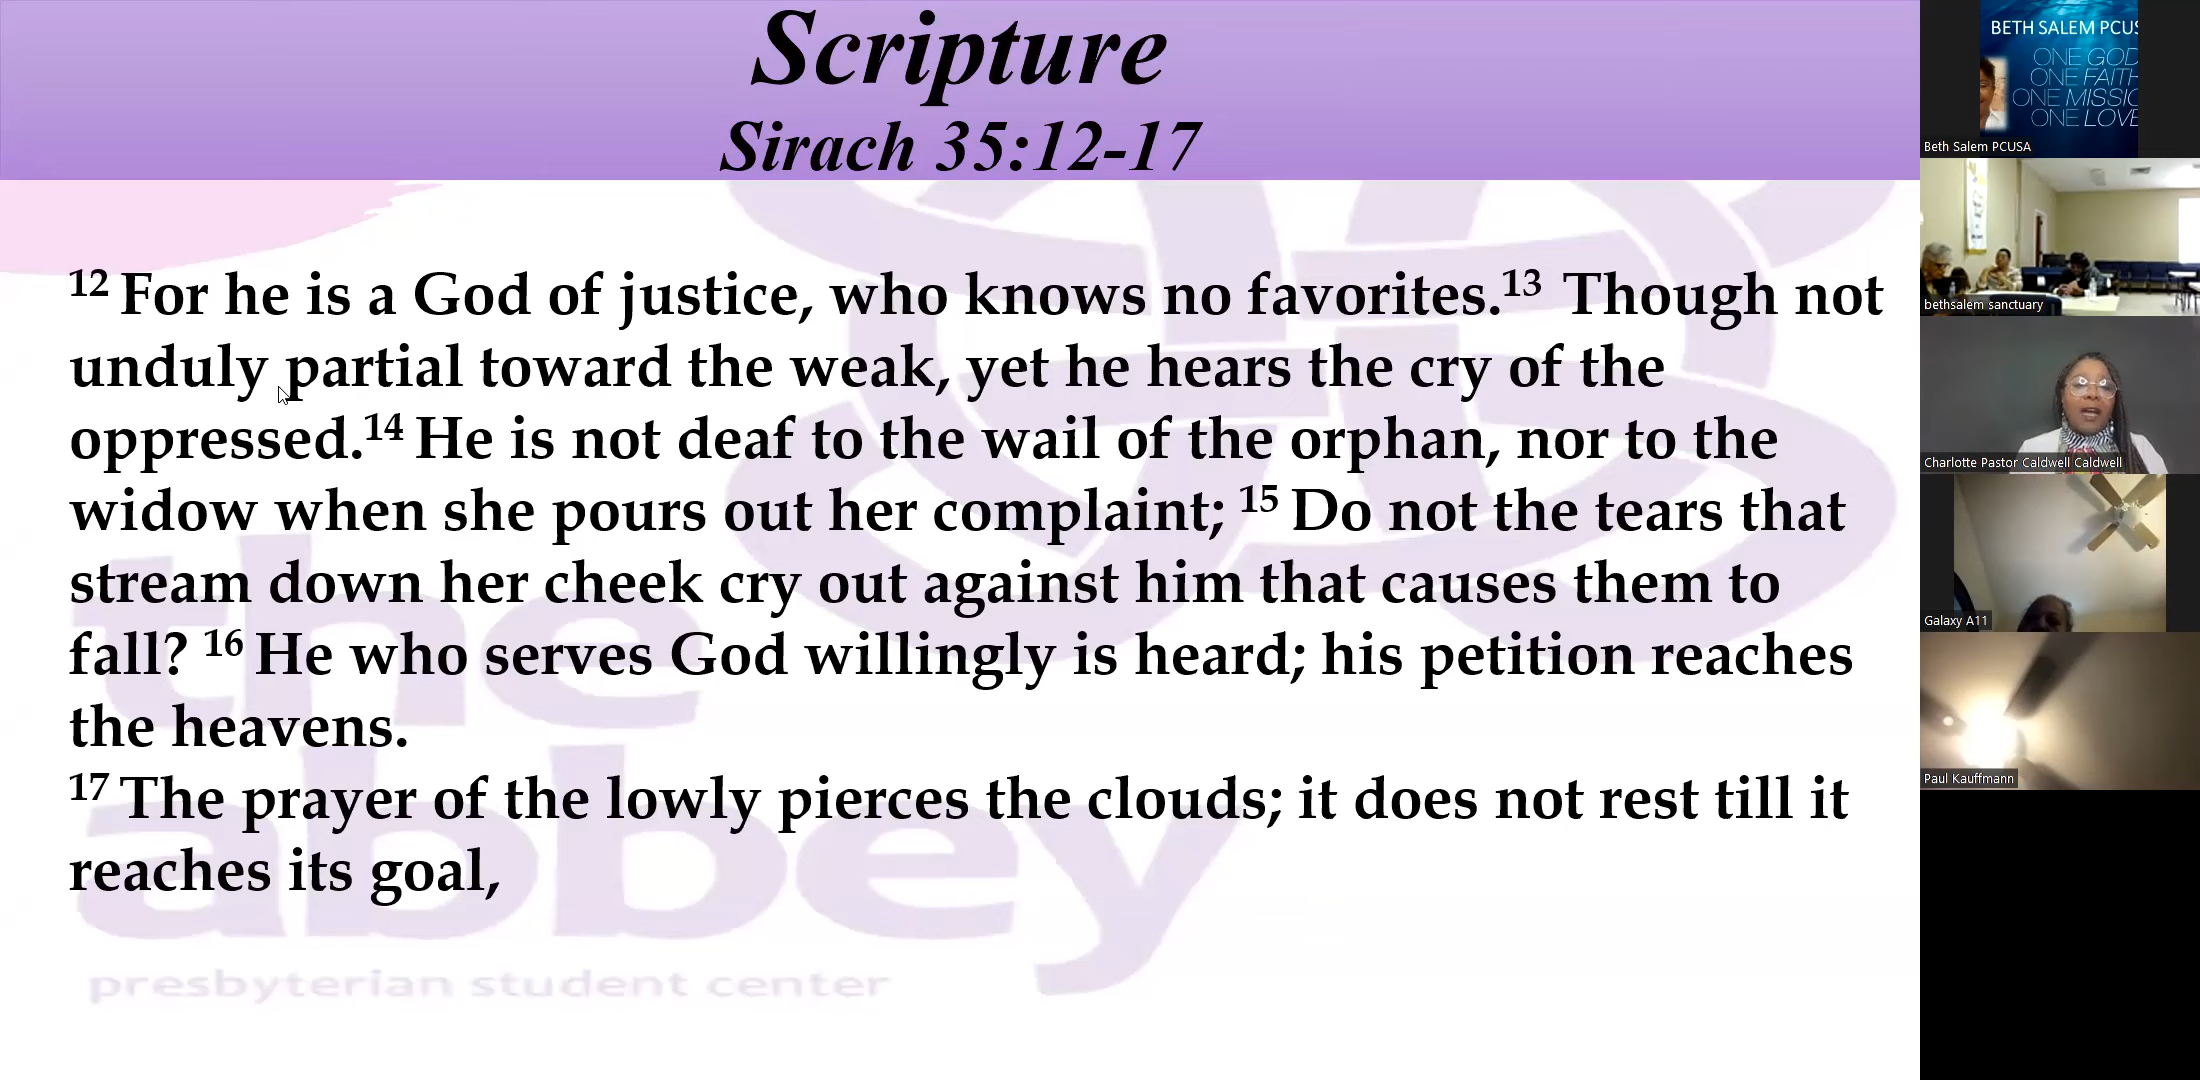 Scripture
Sirach 35:12-17
12 For he is a God of justice, who knows no favorites.13 Though not
unduly partial toward the weak, yet he hears the cry of the
oppressed.14 He is not deaf to the wail of the orphan, nor to the
widow when she pours out her complaint; 15 Do not the tears that
stream down her cheek cry out against him that causes them to
fall? 16 He who serves God willingly is heard; his petition reaches
the heavens.
17 The prayer of the lowly pierces the clouds; it does not rest till it
reaches its goal,
the
abbey
presbyterian student center
BETH SALEM PCUS
ONE GOD
ONE FAITH
ONE MISSIO
ONE LOVE
Beth Salem PCUSA
bethsalem sanctuary
Charlotte Pastor Caldwell Caldwell
Galaxy A11
Paul Kauffmann